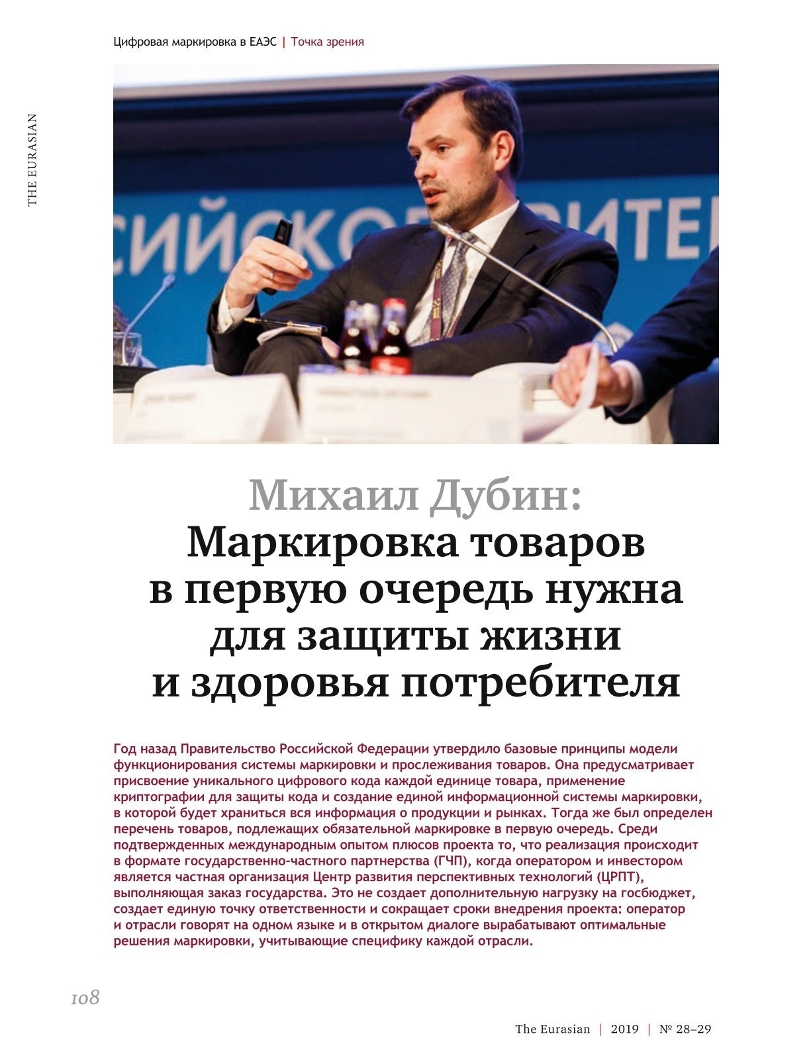 Цифровая маркировка в ЕАЭС | Точка зрения
THE EURASIAN
СИЙСКО
РИТЕ
Михаил Дубин:
Маркировка товаров
в первую очередь нужна
для защиты жизни
и здоровья потребителя
Год назад Правительство Российской Федерации утвердило базовые принципы модели
функционирования системы маркировки и прослеживания товаров. Она предусматривает
присвоение уникального цифрового кода каждой единице товара, применение
криптографии для защиты кода и создание единой информационной системы маркировки,
в которой будет храниться вся информация о продукции и рынках. Тогда же был определен
перечень товаров, подлежащих обязательной маркировке в первую очередь. Среди
подтвержденных международным опытом плюсов проекта то, что реализация происходит
в формате государственно-частного партнерства (ГЧП), когда оператором и инвестором
является частная организация Центр развития перспективных технологий (ЦРПТ),
выполняющая заказ государства. Это не создает дополнительную нагрузку на госбюджет,
создает единую точку ответственности и сокращает сроки внедрения проекта: оператор
и отрасли говорят на одном языке и в открытом диалоге вырабатывают оптимальные
решения маркировки, учитывающие специфику каждой отрасли.
108
The Eurasian | 2019 | № 28–29